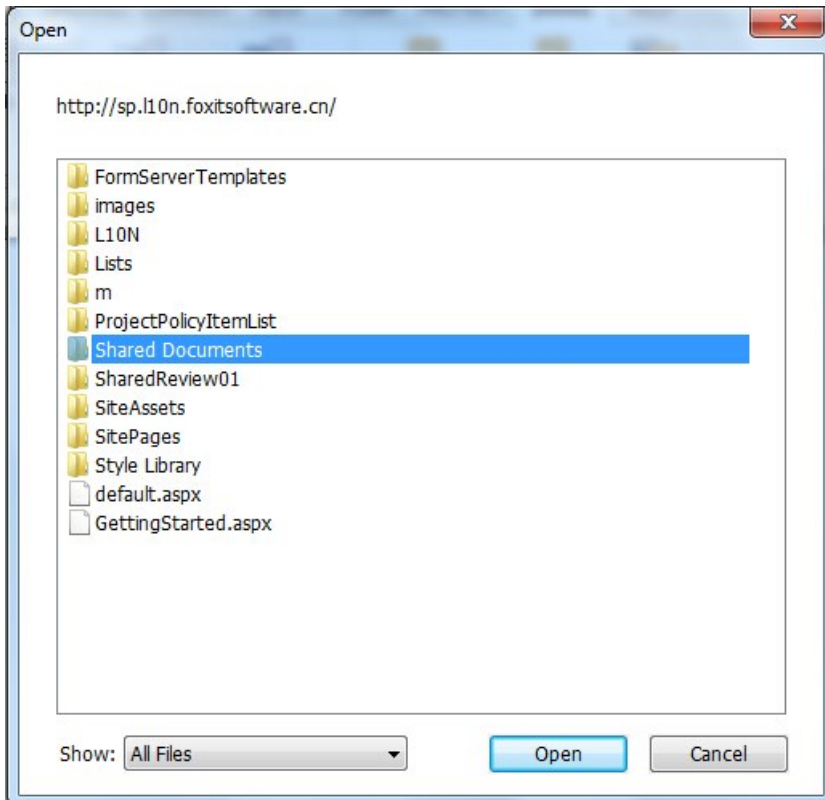 Open
http://sp.l10n.foxitsoftware.cn/
FormServerTemplates
images
L10N
Lists
m
ProjectPolicyItemList
Shared Documents
SharedReview01
SiteAssets
SitePages
Style Library
default.aspx
GettingStarted.aspx
Show: All Files Open Cancel